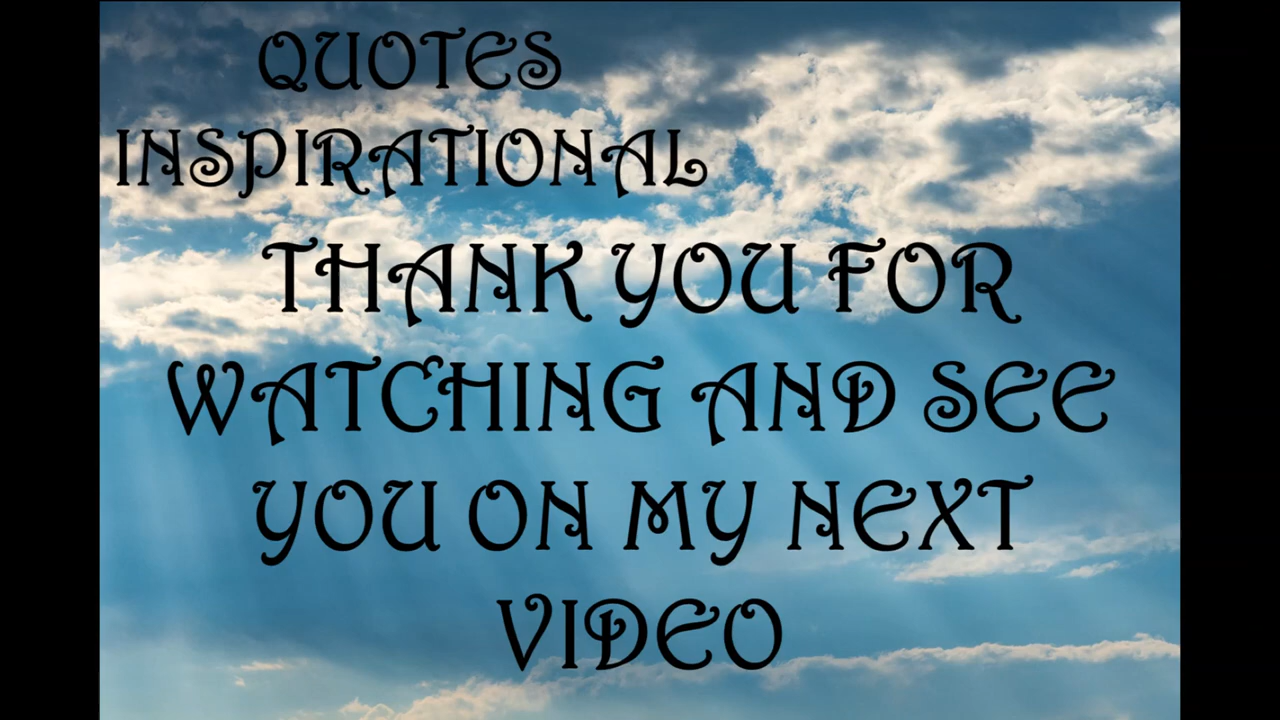 QUOTES
INSPIRATIONAL
THANK YOU FOR
WATCHING AND SEE
YOU ON MY NEXT
VIDEO